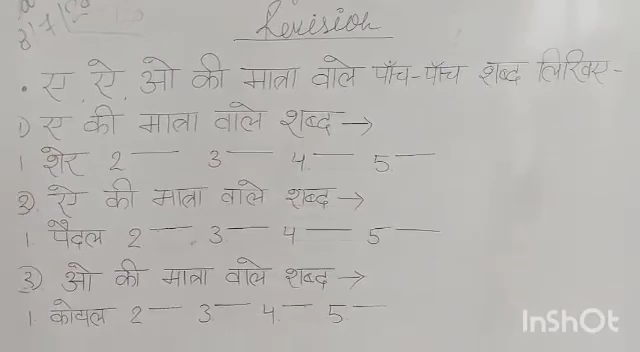 Revision
• ए ऐ, ओ की मात्रा वाले पाँच-पाँच शब्द लिखिए-
1) ए की मात्रा वाले शब्द →
1 शेर 2 — 3 — 4. — 5. —
2) ऐ की मात्रा वाले शब्द →
1. पैदल 2 — 3 — 4 — 5 —
3) ओ की मात्रा वाले शब्द →
1. कोयल 2 — 3. — 4. — 5. —
InShOt